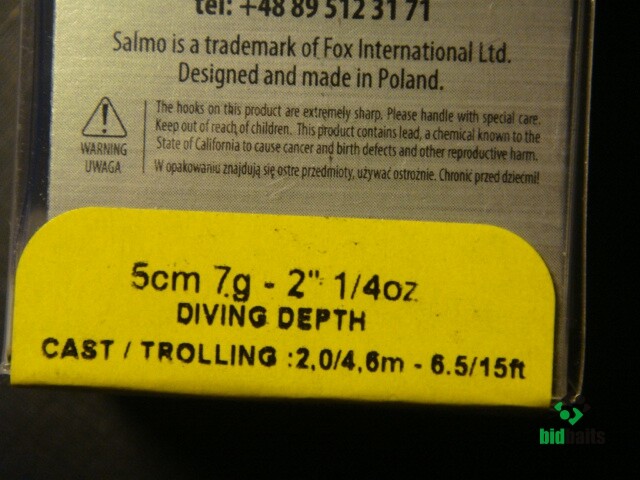 tel: +48 89 512 31 71
Salmo is a trademark of Fox International Ltd.
Designed and made in Poland.
The hooks on this product are extremely sharp. Please handle with special care.
Keep out of reach of children. This product contains lead, a chemical known to the
State of California to cause cancer and birth defects and other reproductive harm.
WARNING
UWAGA
W opakowaniu znajdują się ostre przedmioty, używać ostrożnie. Chronić przed dziećmi!
5cm 7g - 2" 1/4oz
DIVING DEPTH
CAST / TROLLING :2,0/4,6m - 6.5/15ft
bidbaits